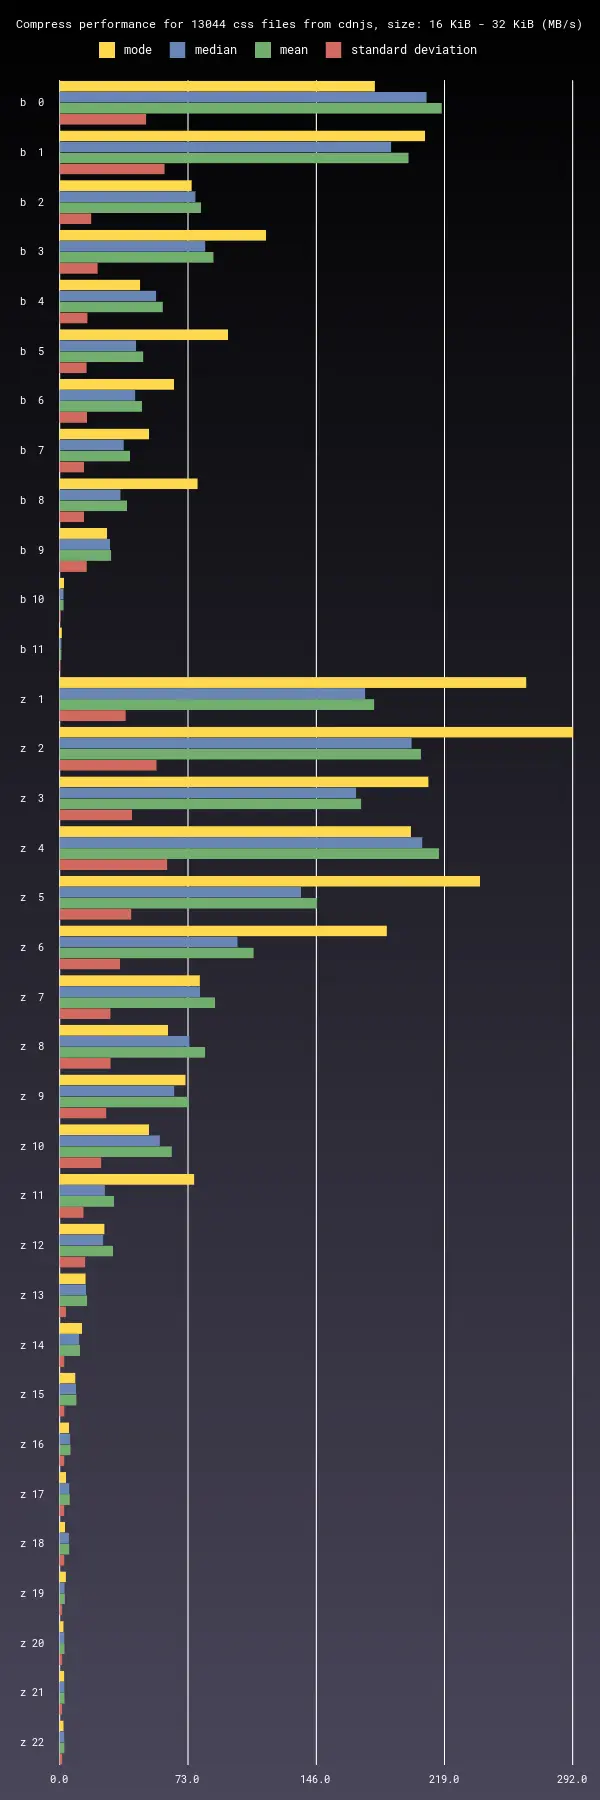 Compress performance for 13044 css files from cdnjs, size: 16 KiB - 32 KiB (MB/s)
mode median mean standard deviation
b 0
b 1
b 2
b 3
b 4
b 5
b 6
b 7
b 8
b 9
b 10
b 11
z 1
z 2
z 3
z 4
z 5
z 6
z 7
z 8
z 9
z 10
z 11
z 12
z 13
z 14
z 15
z 16
z 17
z 18
z 19
z 20
z 21
z 22
0.0 73.0 146.0 219.0 292.0